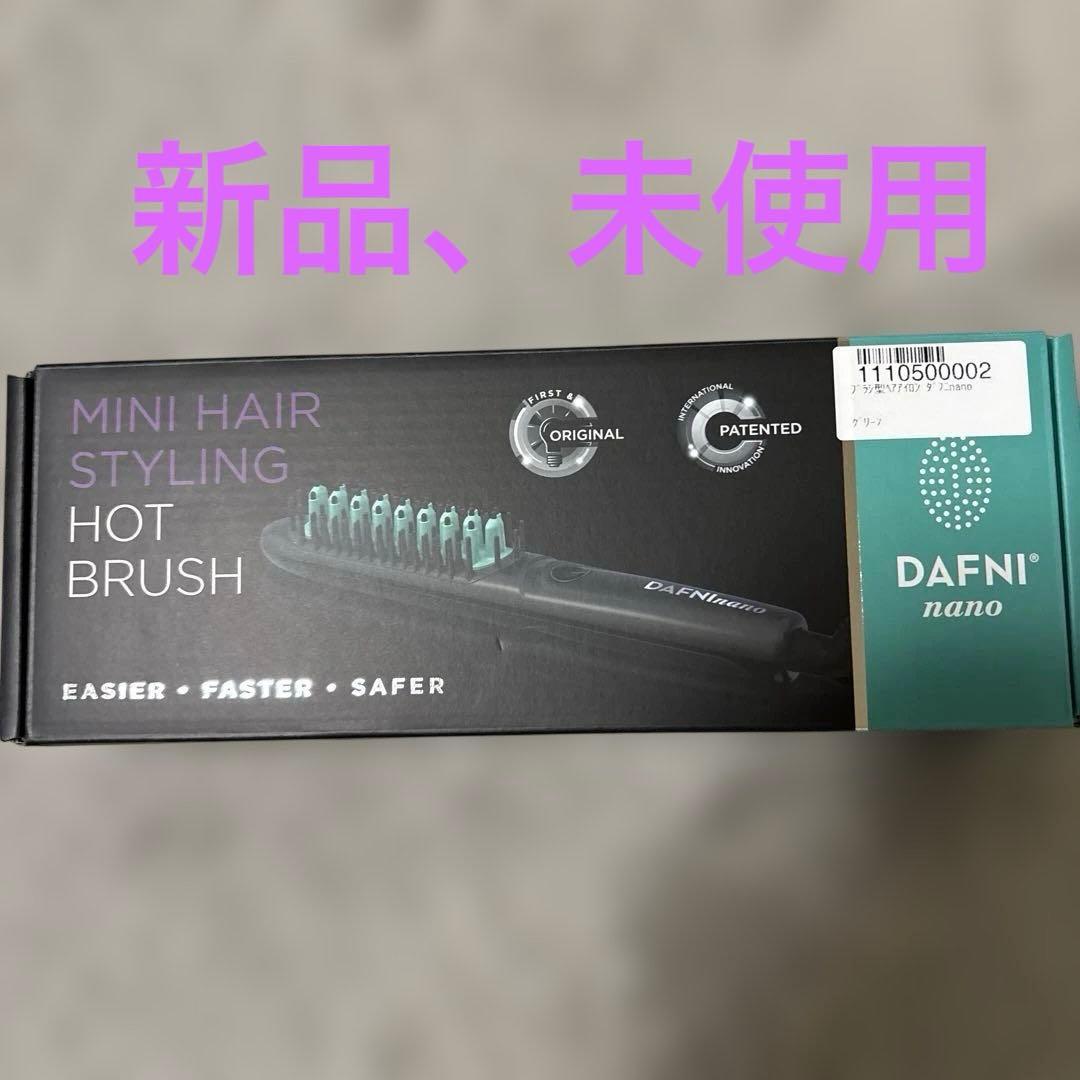 新品、未使用
MINI HAIR
STYLING
HOT
BRUSH
EASIER • FASTER • SAFER
FIRST &
ORIGINAL
INTERNATIONAL
PATENTED
INNOVATION
DAFNInano
1110500002
ﾌﾞﾗｼ型ﾍｱｱｲﾛﾝ ﾀﾞﾌﾆnano
ｸﾞﾘｰﾝ
DAFNI®
nano